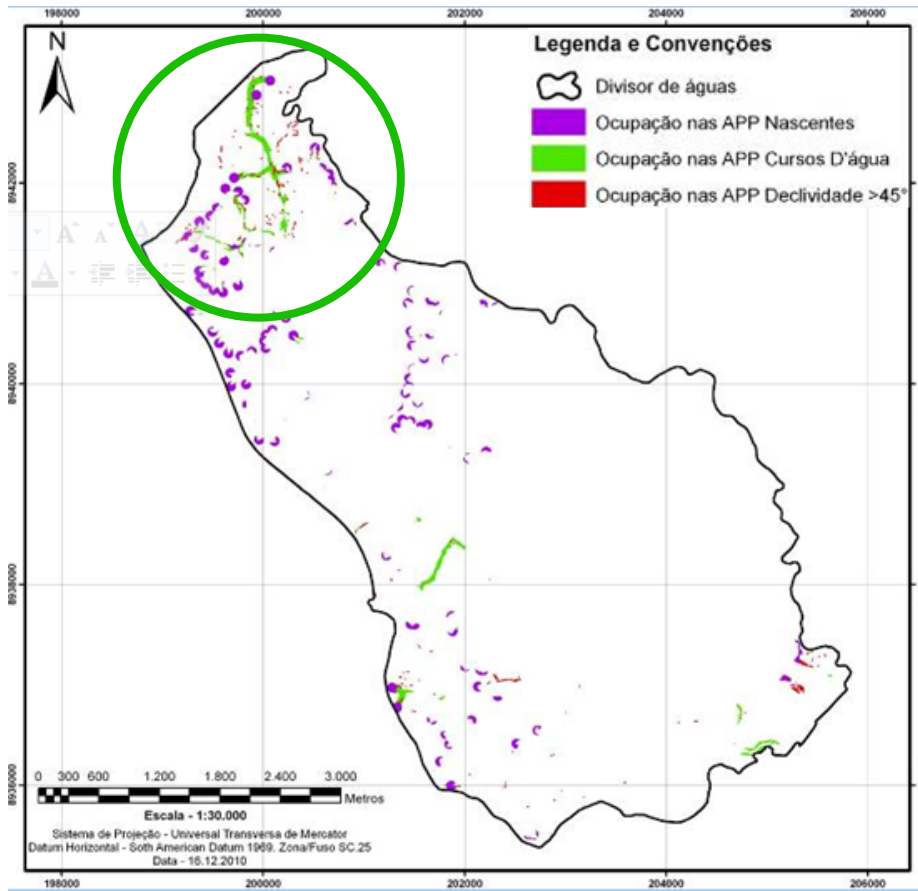 198000 200000 202000 204000 206000
N
Legenda e Convenções
Divisor de águas
Ocupação nas APP Nascentes
Ocupação nas APP Cursos D'água
Ocupação nas APP Declividade >45°
8942000
8940000
8938000
8936000
A A A
A
0 300 600 1.200 1.800 2.400 3.000
Metros
Escala - 1:30.000
Sistema de Projeção - Universal Transversa de Mercator
Datum Horizontal - Soth American Datum 1969. Zona/Fuso SC.25
Data - 16.12.2010
198000 200000 202000 204000 206000